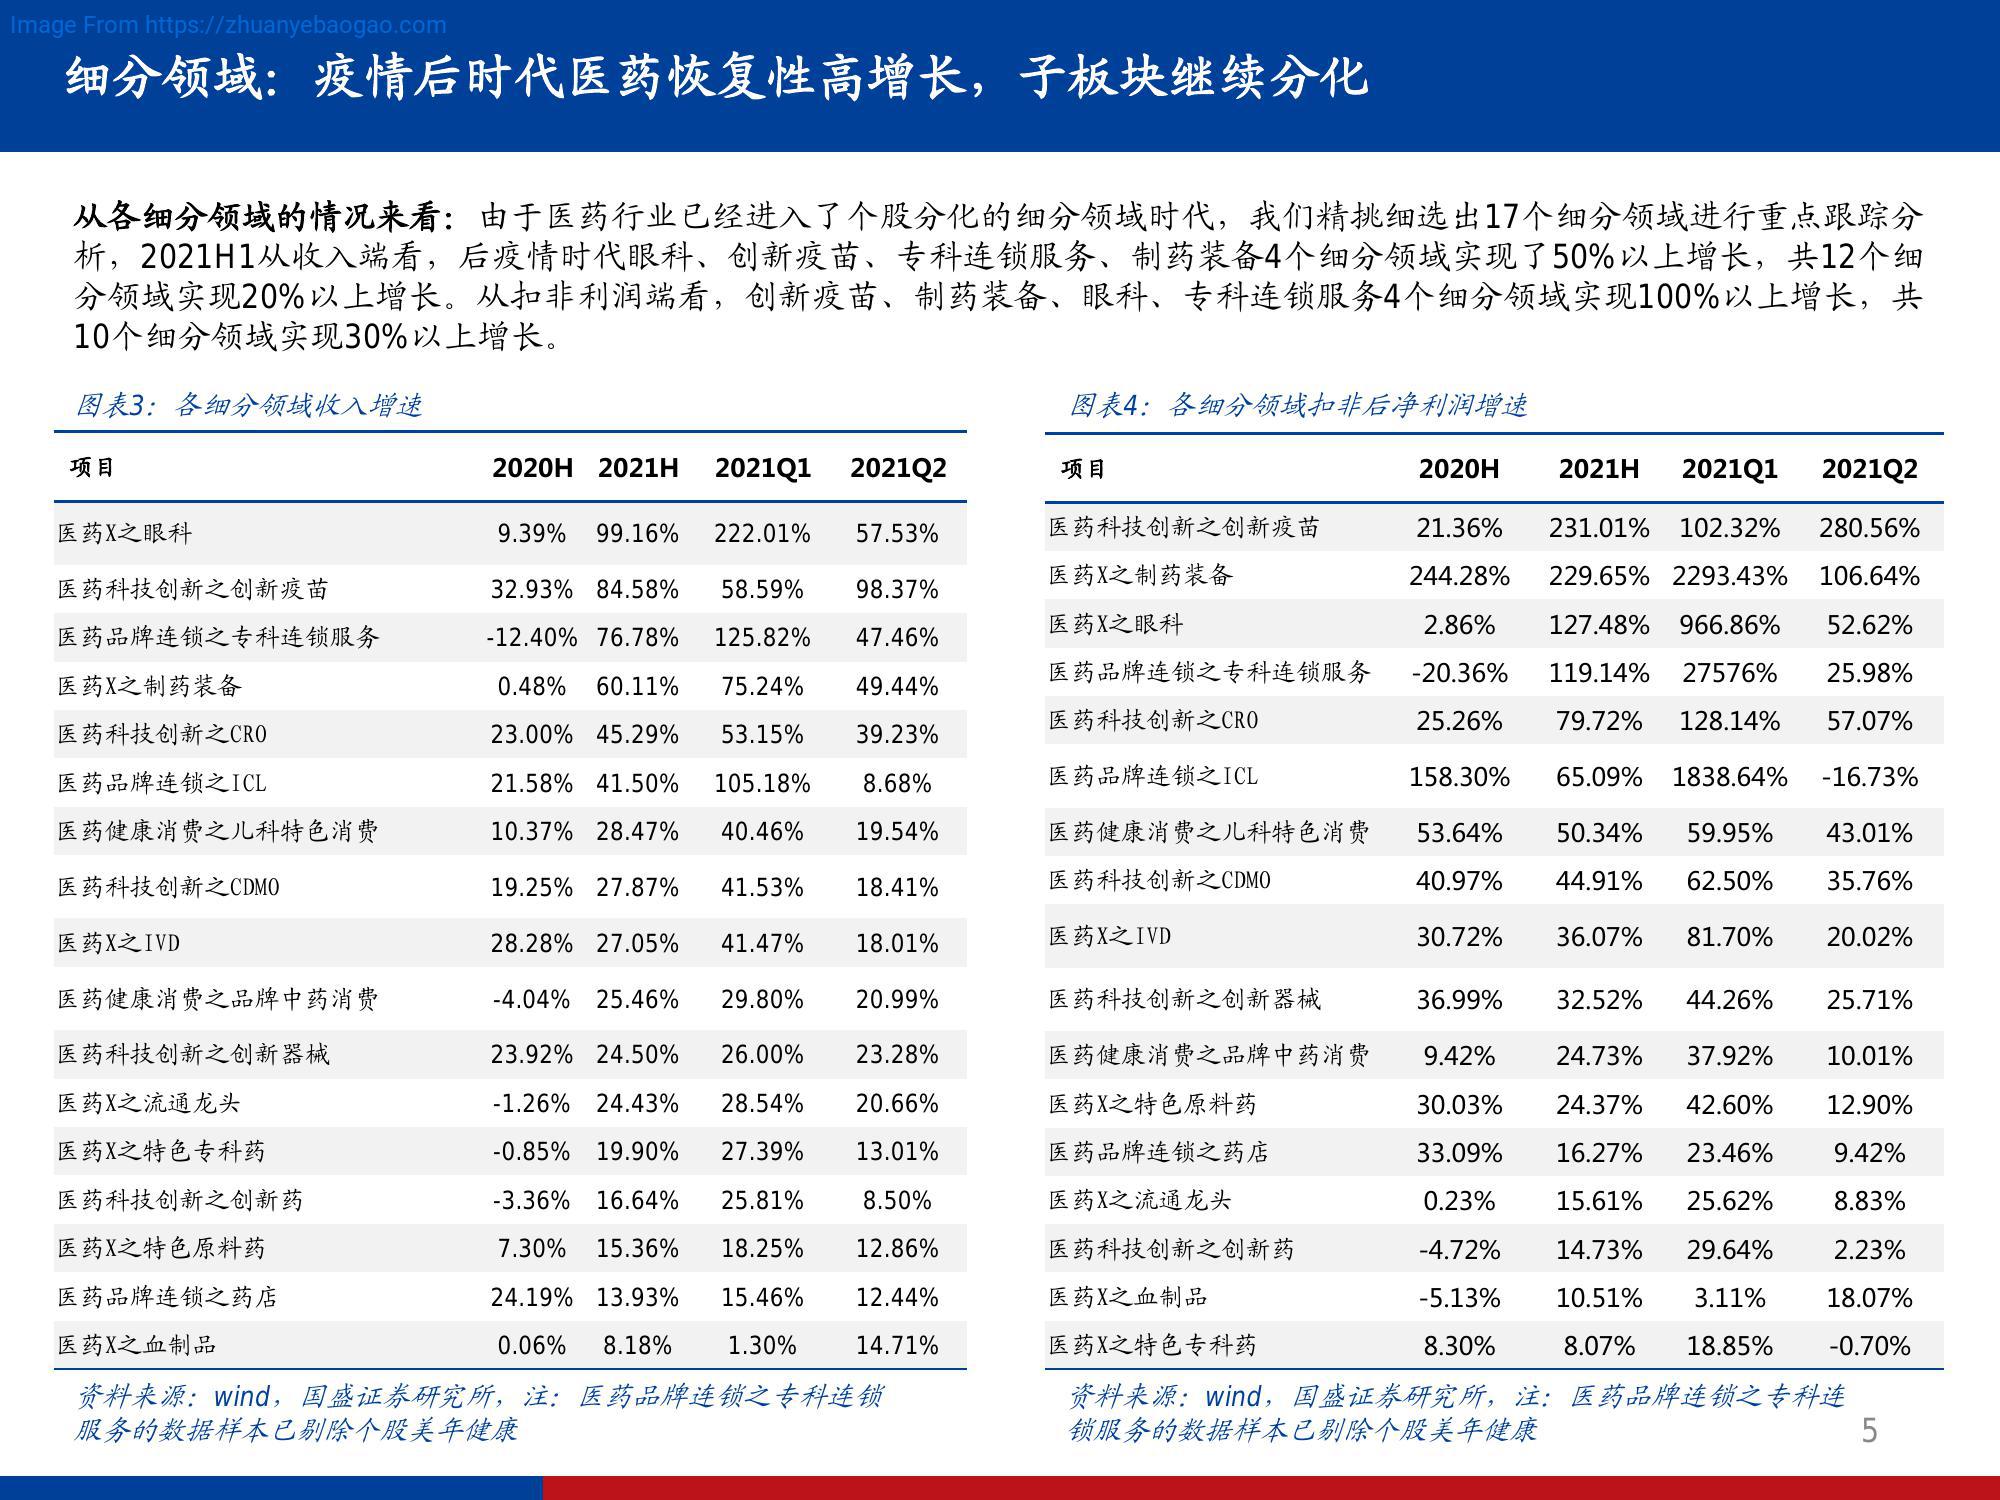 Image From https://zhuanyebaogao.com
细分领域：疫情后时代医药恢复性高增长，子板块继续分化
从各细分领域的情况来看：由于医药行业已经进入了个股分化的细分领域时代，我们精挑细选出17个细分领域进行重点跟踪分
析，2021H1从收入端看，后疫情时代眼科、创新疫苗、专科连锁服务、制药装备4个细分领域实现了50%以上增长，共12个细
分领域实现20%以上增长。从扣非利润端看，创新疫苗、制药装备、眼科、专科连锁服务4个细分领域实现100%以上增长，共
10个细分领域实现30%以上增长。
图表3：各细分领域收入增速
项目 2020H 2021H 2021Q1 2021Q2
医药X之眼科 9.39% 99.16% 222.01% 57.53%
医药科技创新之创新疫苗 32.93% 84.58% 58.59% 98.37%
医药品牌连锁之专科连锁服务 -12.40% 76.78% 125.82% 47.46%
医药X之制药装备 0.48% 60.11% 75.24% 49.44%
医药科技创新之CRO 23.00% 45.29% 53.15% 39.23%
医药品牌连锁之ICL 21.58% 41.50% 105.18% 8.68%
医药健康消费之儿科特色消费 10.37% 28.47% 40.46% 19.54%
医药科技创新之CDMO 19.25% 27.87% 41.53% 18.41%
医药X之IVD 28.28% 27.05% 41.47% 18.01%
医药健康消费之品牌中药消费 -4.04% 25.46% 29.80% 20.99%
医药科技创新之创新器械 23.92% 24.50% 26.00% 23.28%
医药X之流通龙头 -1.26% 24.43% 28.54% 20.66%
医药X之特色专科药 -0.85% 19.90% 27.39% 13.01%
医药科技创新之创新药 -3.36% 16.64% 25.81% 8.50%
医药X之特色原料药 7.30% 15.36% 18.25% 12.86%
医药品牌连锁之药店 24.19% 13.93% 15.46% 12.44%
医药X之血制品 0.06% 8.18% 1.30% 14.71%
资料来源：wind，国盛证券研究所，注：医药品牌连锁之专科连锁
服务的数据样本已剔除个股美年健康
图表4：各细分领域扣非后净利润增速
项目 2020H 2021H 2021Q1 2021Q2
医药科技创新之创新疫苗 21.36% 231.01% 102.32% 280.56%
医药X之制药装备 244.28% 229.65% 2293.43% 106.64%
医药X之眼科 2.86% 127.48% 966.86% 52.62%
医药品牌连锁之专科连锁服务 -20.36% 119.14% 27576% 25.98%
医药科技创新之CRO 25.26% 79.72% 128.14% 57.07%
医药品牌连锁之ICL 158.30% 65.09% 1838.64% -16.73%
医药健康消费之儿科特色消费 53.64% 50.34% 59.95% 43.01%
医药科技创新之CDMO 40.97% 44.91% 62.50% 35.76%
医药X之IVD 30.72% 36.07% 81.70% 20.02%
医药科技创新之创新器械 36.99% 32.52% 44.26% 25.71%
医药健康消费之品牌中药消费 9.42% 24.73% 37.92% 10.01%
医药X之特色原料药 30.03% 24.37% 42.60% 12.90%
医药品牌连锁之药店 33.09% 16.27% 23.46% 9.42%
医药X之流通龙头 0.23% 15.61% 25.62% 8.83%
医药科技创新之创新药 -4.72% 14.73% 29.64% 2.23%
医药X之血制品 -5.13% 10.51% 3.11% 18.07%
医药X之特色专科药 8.30% 8.07% 18.85% -0.70%
资料来源：wind，国盛证券研究所，注：医药品牌连锁之专科连
锁服务的数据样本已剔除个股美年健康
5